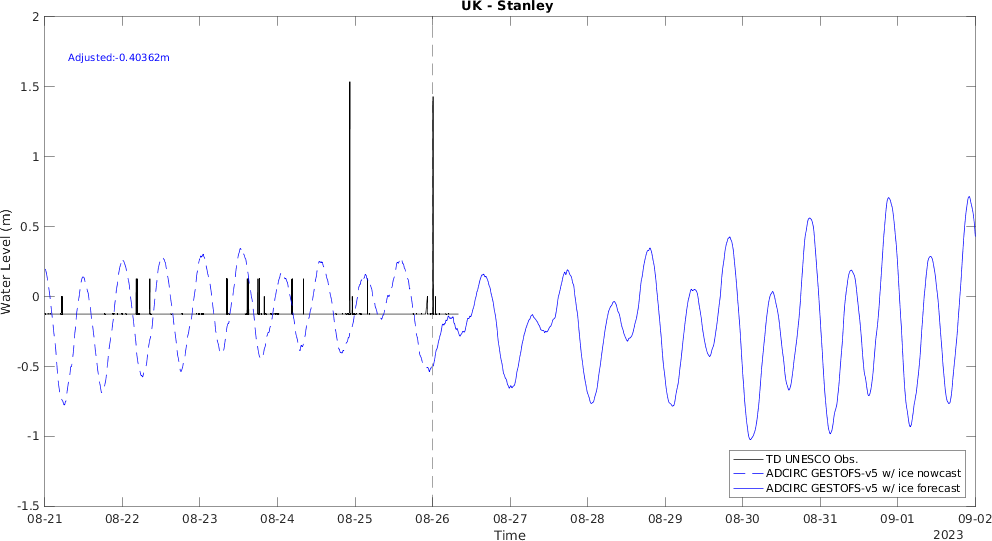 UK - Stanley
Adjusted:-0.40362m
2
1.5
1
0.5
0
-0.5
-1
-1.5
Water Level (m)
TD UNESCO Obs.
ADCIRC GESTOFS-v5 w/ ice nowcast
ADCIRC GESTOFS-v5 w/ ice forecast
08-21 08-22 08-23 08-24 08-25 08-26 08-27 08-28 08-29 08-30 08-31 09-01 09-02
Time
2023